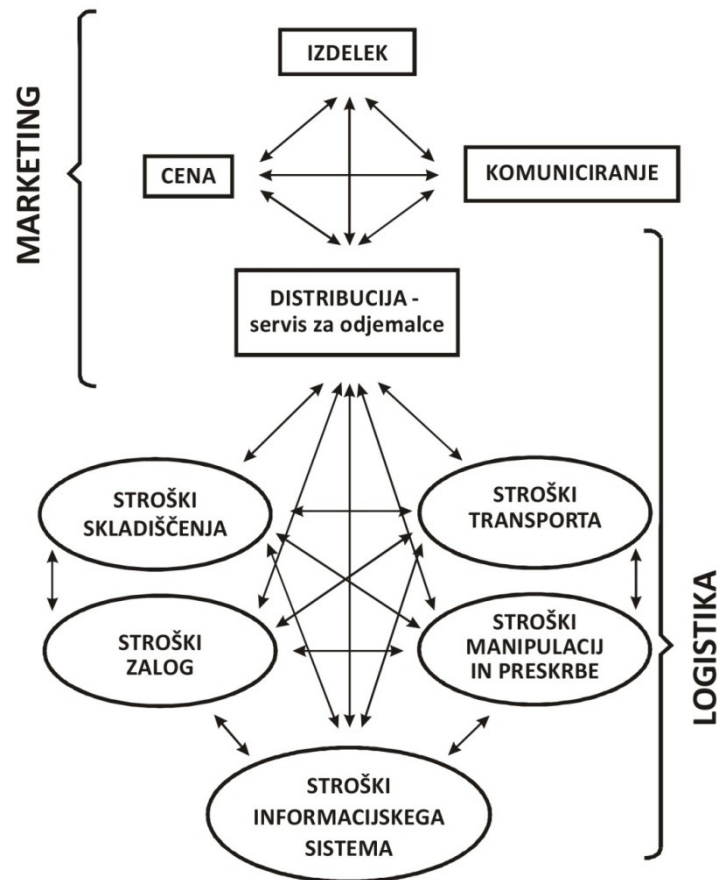 MARKETING
IZDELEK
CENA
KOMUNICIRANJE
DISTRIBUCIJA -
servis za odjemalce
STROŠKI
SKLADIŠČENJA
STROŠKI
TRANSPORTA
STROŠKI
ZALOG
STROŠKI
MANIPULACIJ
IN PRESKRBE
STROŠKI
INFORMACIJSKEGA
SISTEMA
LOGISTIKA